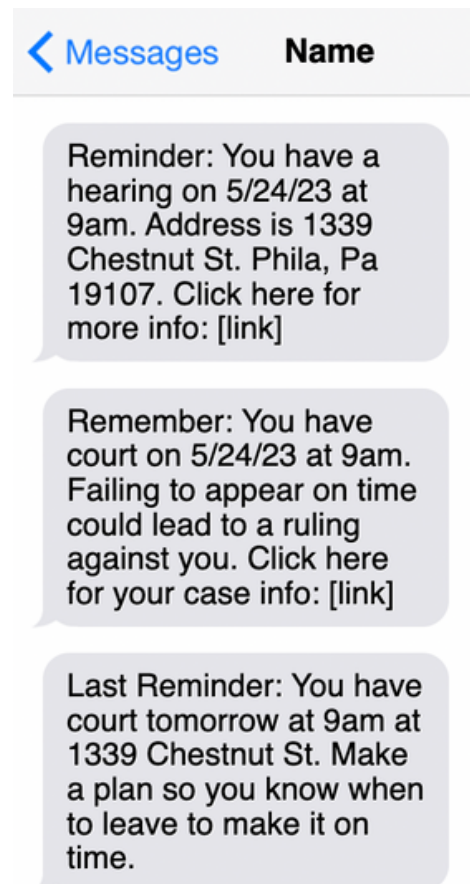 Messages Name
Reminder: You have a
hearing on 5/24/23 at
9am. Address is 1339
Chestnut St. Phila, Pa
19107. Click here for
more info: [link]
Remember: You have
court on 5/24/23 at 9am.
Failing to appear on time
could lead to a ruling
against you. Click here
for your case info: [link]
Last Reminder: You have
court tomorrow at 9am at
1339 Chestnut St. Make
a plan so you know when
to leave to make it on
time.